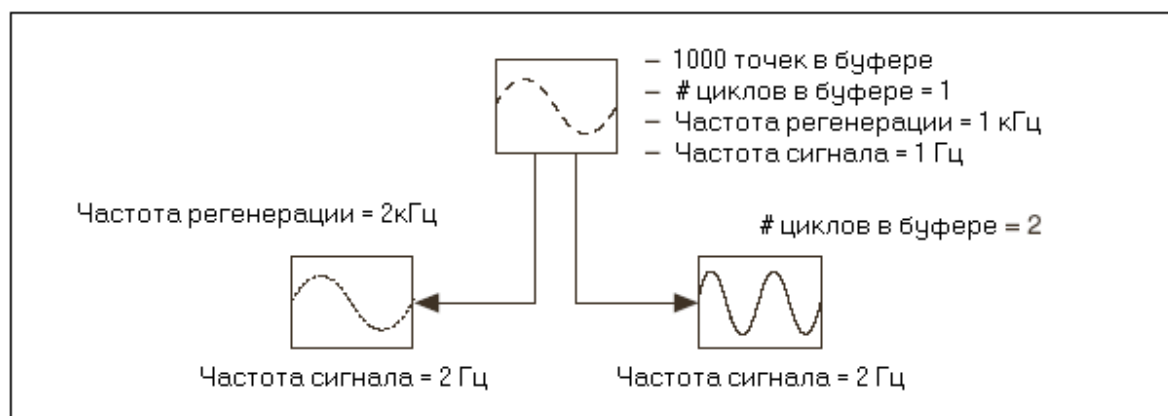 – 1000 точек в буфере
– # циклов в буфере = 1
– Частота регенерации = 1 кГц
– Частота сигнала = 1 Гц
Частота регенерации = 2кГц
# циклов в буфере = 2
Частота сигнала = 2 Гц
Частота сигнала = 2 Гц